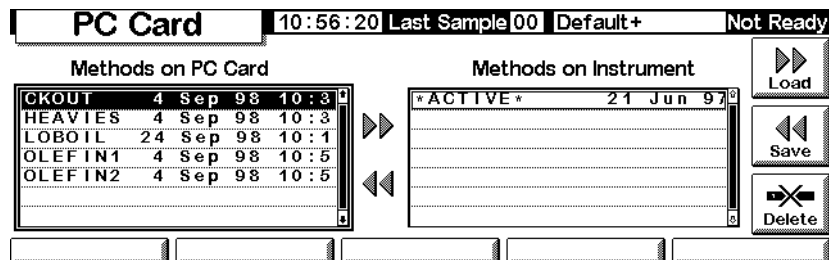 PC Card 10:56:20 Last Sample 00 Default+ Not Ready
Methods on PC Card
CKOUT 4 Sep 98 10:3
HEAVIES 4 Sep 98 10:3
LOBOIL 24 Sep 98 10:1
OLEFIN1 4 Sep 98 10:5
OLEFIN2 4 Sep 98 10:5
Methods on Instrument
*ACTIVE* 21 Jun 97
Load
Save
Delete